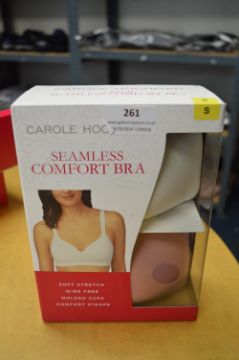 S
261
CAROLE HOC
SEAMLESS
COMFORT BRA
SOFT STRETCH
WIRE FREE
MOLDED CUPS
COMFORT STRAPS